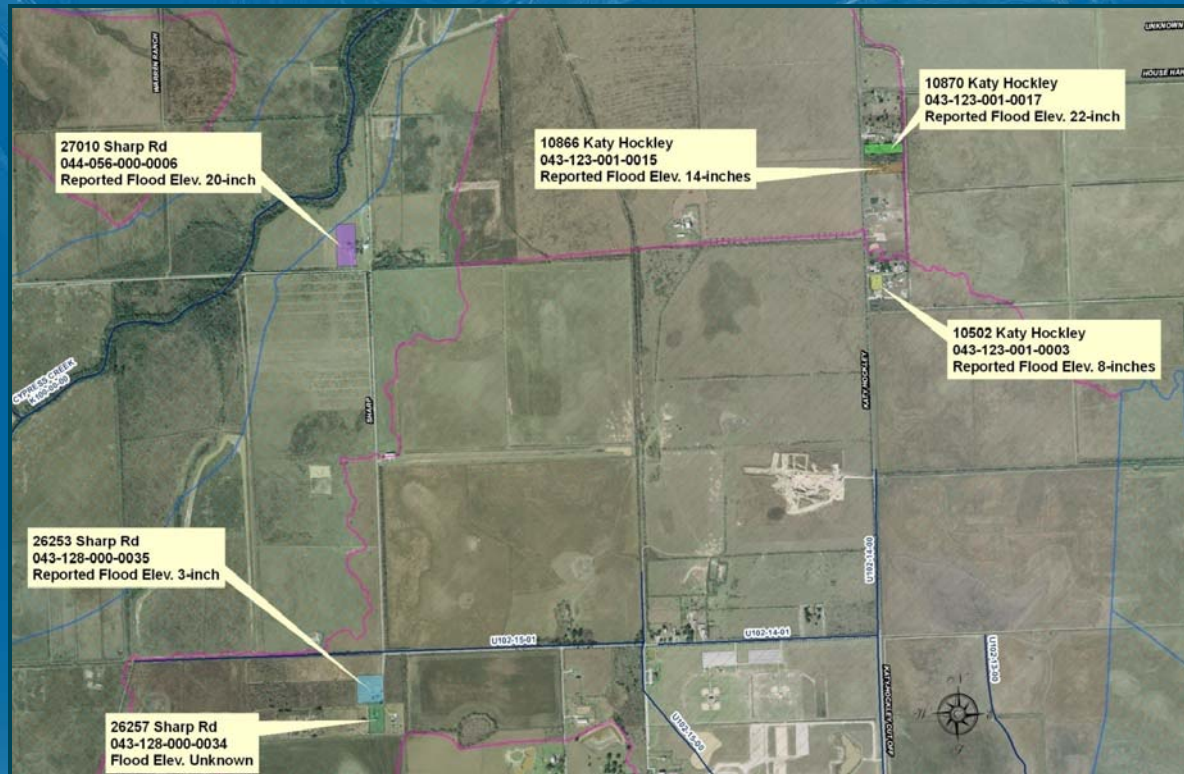 WARREN RANCH
UNKNOWN
10870 Katy Hockley
043-123-001-0017
Reported Flood Elev. 22-inch
27010 Sharp Rd
044-056-000-0006
Reported Flood Elev. 20-inch
10866 Katy Hockley
043-123-001-0015
Reported Flood Elev. 14-inches
10502 Katy Hockley
043-123-001-0003
Reported Flood Elev. 8-inches
CYPRESS CREEK
K100-00-00
SHARP
KATY HOCKLEY
26253 Sharp Rd
043-128-000-0035
Reported Flood Elev. 3-inch
U102-14-00
U102-15-01
U102-14-01
U102-13-00
26257 Sharp Rd
043-128-000-0034
Flood Elev. Unknown
U102-15-00
KATY-HOCKLEY CUT OFF